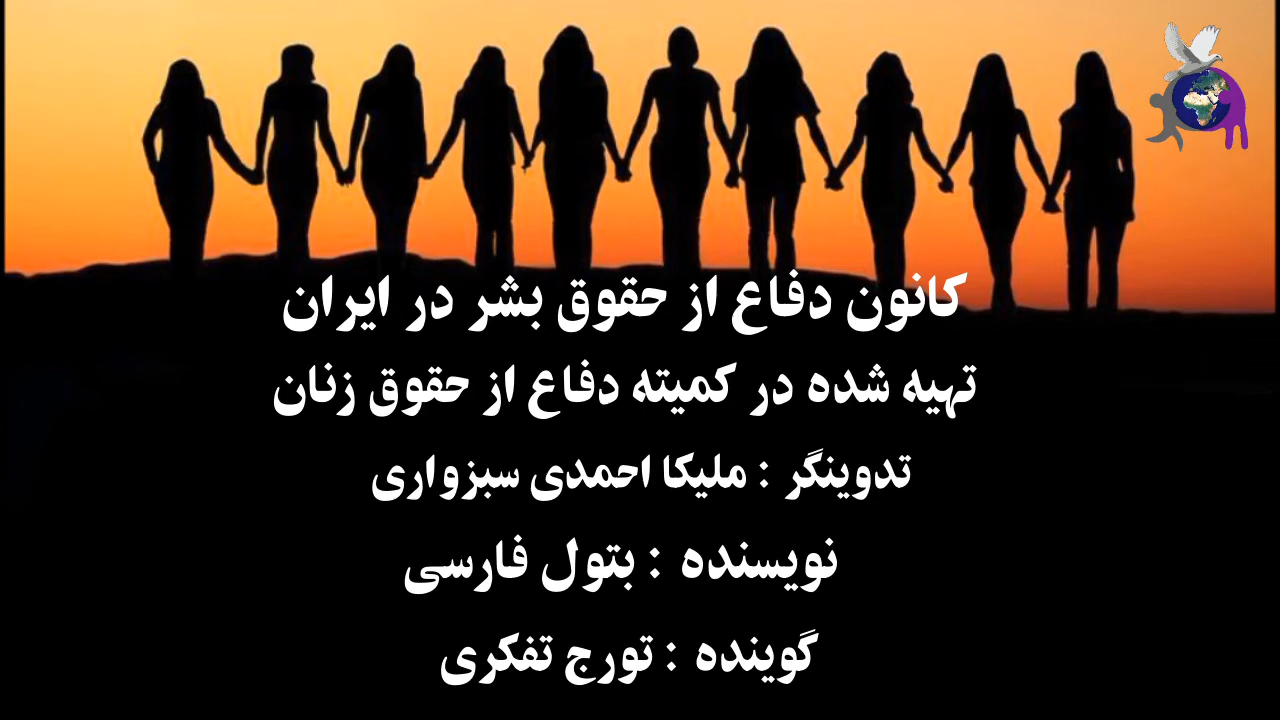 کانون دفاع از حقوق بشر در ایران
تهیه شده در کمیته دفاع از حقوق زنان
تدوینگر : ملیکا احمدی سبزواری
نویسنده : بتول فارسی
گوینده : تورج تفکری